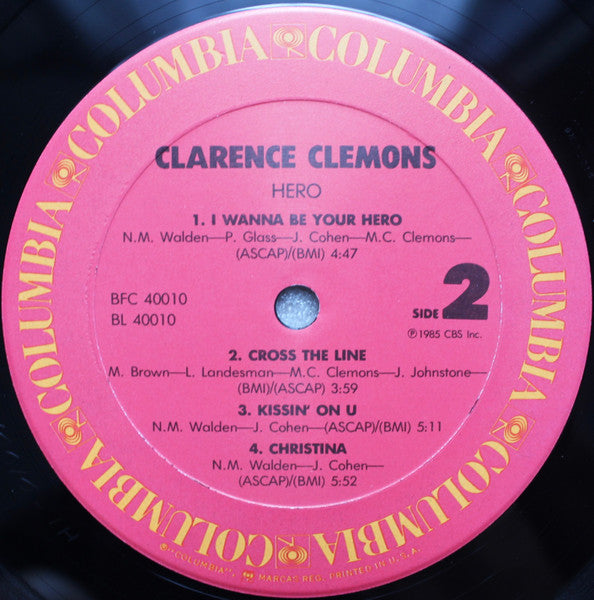 COLUMBIA COLUMBIA COLUMBIA COLUMBIA COLUMBIA COLUMBIA COLUMBIA COLUMBIA
CLARENCE CLEMONS
HERO
1. I WANNA BE YOUR HERO
N.M. Walden—P. Glass—J. Cohen—M.C. Clemons—
(ASCAP)/(BMI) 4:47
BFC 40010
BL 40010
SIDE 2
℗1985 CBS Inc.
2. CROSS THE LINE
M. Brown—L. Landesman—M.C. Clemons—J. Johnstone—
(BMI)/(ASCAP) 3:59
3. KISSIN' ON U
N.M. Walden—J. Cohen—(ASCAP)/(BMI) 5:11
4. CHRISTINA
N.M. Walden—J. Cohen—
(ASCAP)/(BMI) 5:52
® "COLUMBIA", MARCAS REG. PRINTED IN U.S.A.